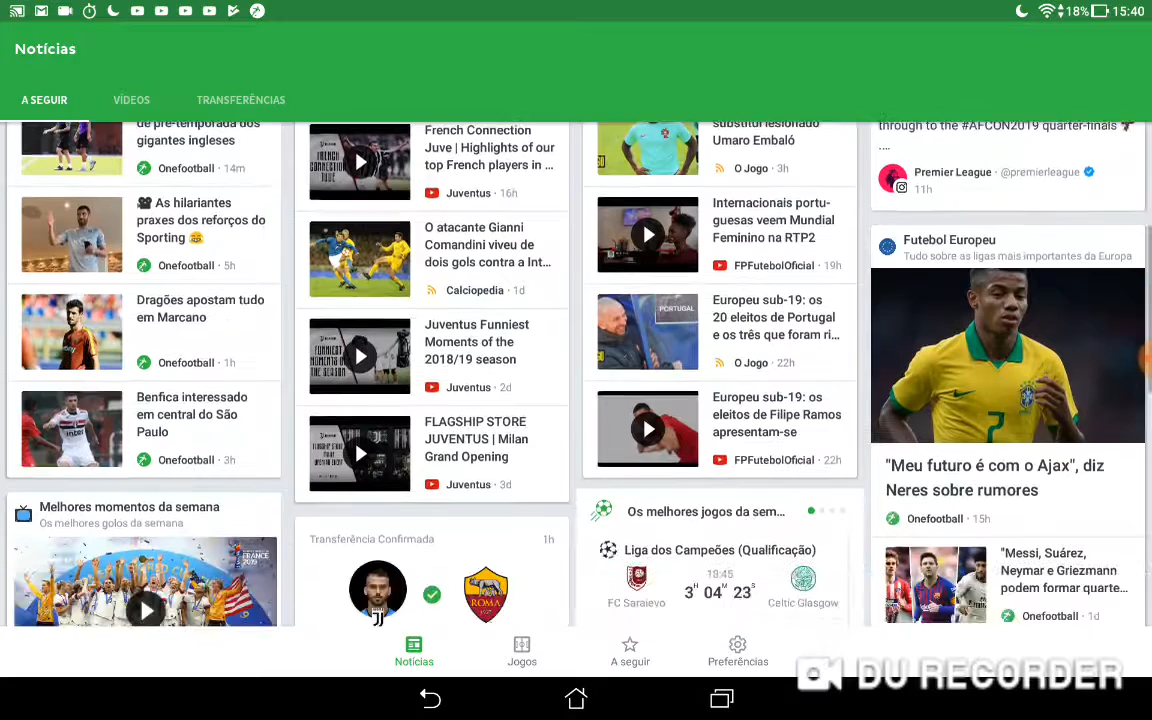 18% 15:40
Notícias
A SEGUIR VÍDEOS TRANSFERÊNCIAS
de pré-temporada dos
gigantes ingleses
Onefootball · 14m
🎥 As hilariantes
praxes dos reforços do
Sporting 😂
Onefootball · 5h
Dragões apostam tudo
em Marcano
Onefootball · 1h
Benfica interessado
em central do São
Paulo
Onefootball · 3h
Melhores momentos da semana
Os melhores golos da semana
FRANCE
2019
French Connection
Juve | Highlights of our
top French players in ...
Juventus · 16h
O atacante Gianni
Comandini viveu de
dois gols contra a Int...
Calciopedia · 1d
Juventus Funniest
Moments of the
2018/19 season
Juventus · 2d
FLAGSHIP STORE
JUVENTUS | Milan
Grand Opening
Juventus · 3d
Transferência Confirmada 1h
ROMA
substitui lesionado
Umaro Embaló
O Jogo · 3h
Internacionais portu-
guesas veem Mundial
Feminino na RTP2
FPFutebolOficial · 19h
PORTUGAL
Europeu sub-19: os
20 eleitos de Portugal
e os três que foram ri...
O Jogo · 22h
Europeu sub-19: os
eleitos de Filipe Ramos
apresentam-se
FPFutebolOficial · 22h
Os melhores jogos da sem...
Liga dos Campeões (Qualificação)
18:45
3H 04M 23S
FC Saraievo Celtic Glasgow
through to the #AFCON2019 quarter-finals
....
Premier League · @premierleague
11h
Futebol Europeu
Tudo sobre as ligas mais importantes da Europa
"Meu futuro é com o Ajax", diz
Neres sobre rumores
Onefootball · 15h
"Messi, Suárez,
Neymar e Griezmann
podem formar quarte...
Onefootball · 1d
Notícias Jogos A seguir Preferências
DU RECORDER